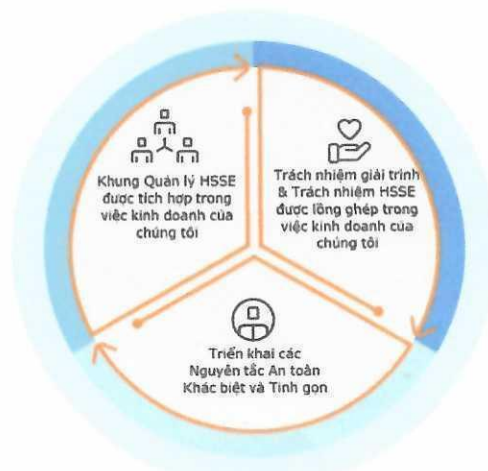 Khung Quản lý HSSE
được tích hợp trong
việc kinh doanh của
chúng tôi
Trách nhiệm giải trình
& Trách nhiệm HSSE
được lồng ghép trong
việc kinh doanh của
chúng tôi
Triển khai các
Nguyên tắc An toàn
Khác biệt và Tinh gọn